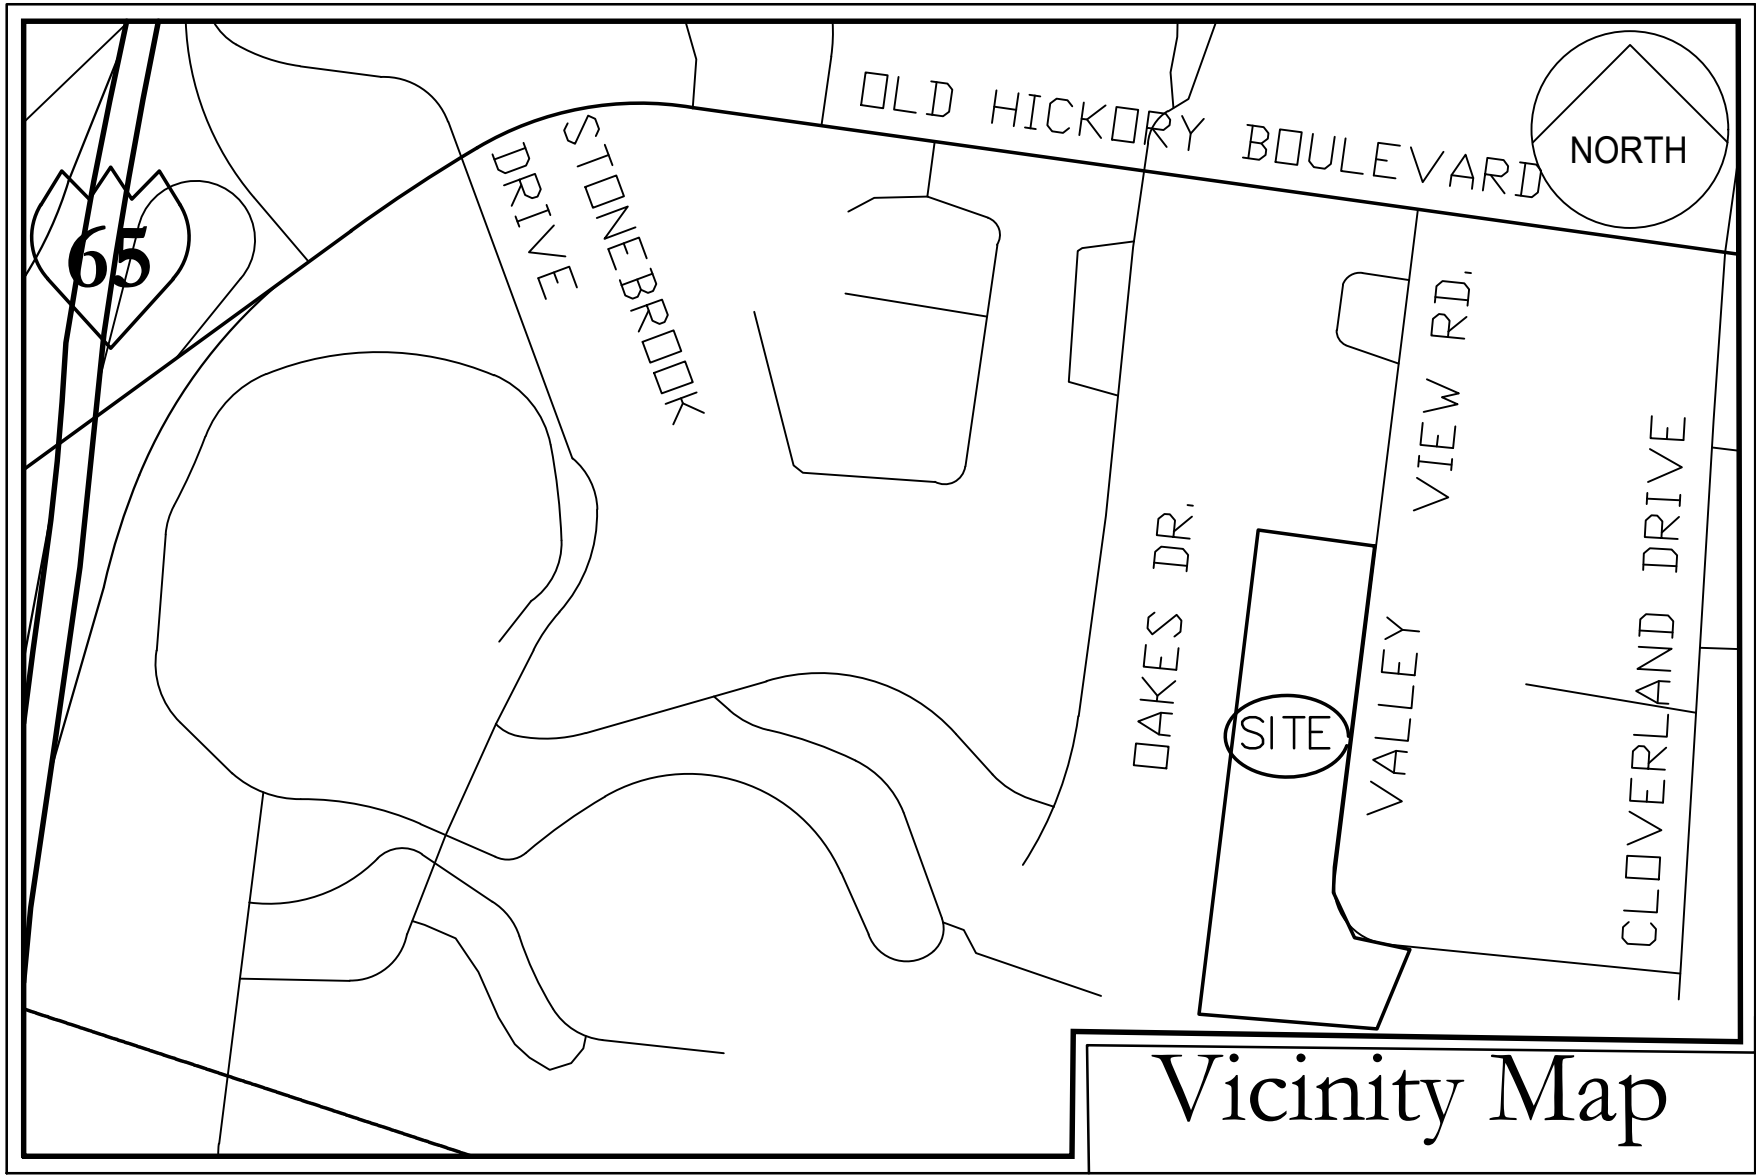 OLD HICKORY BOULEVARD
NORTH
STONEBROOK
DRIVE
65
VALLEY VIEW RD.
OAKES DR.
CLOVERLAND DRIVE
SITE
Vicinity Map